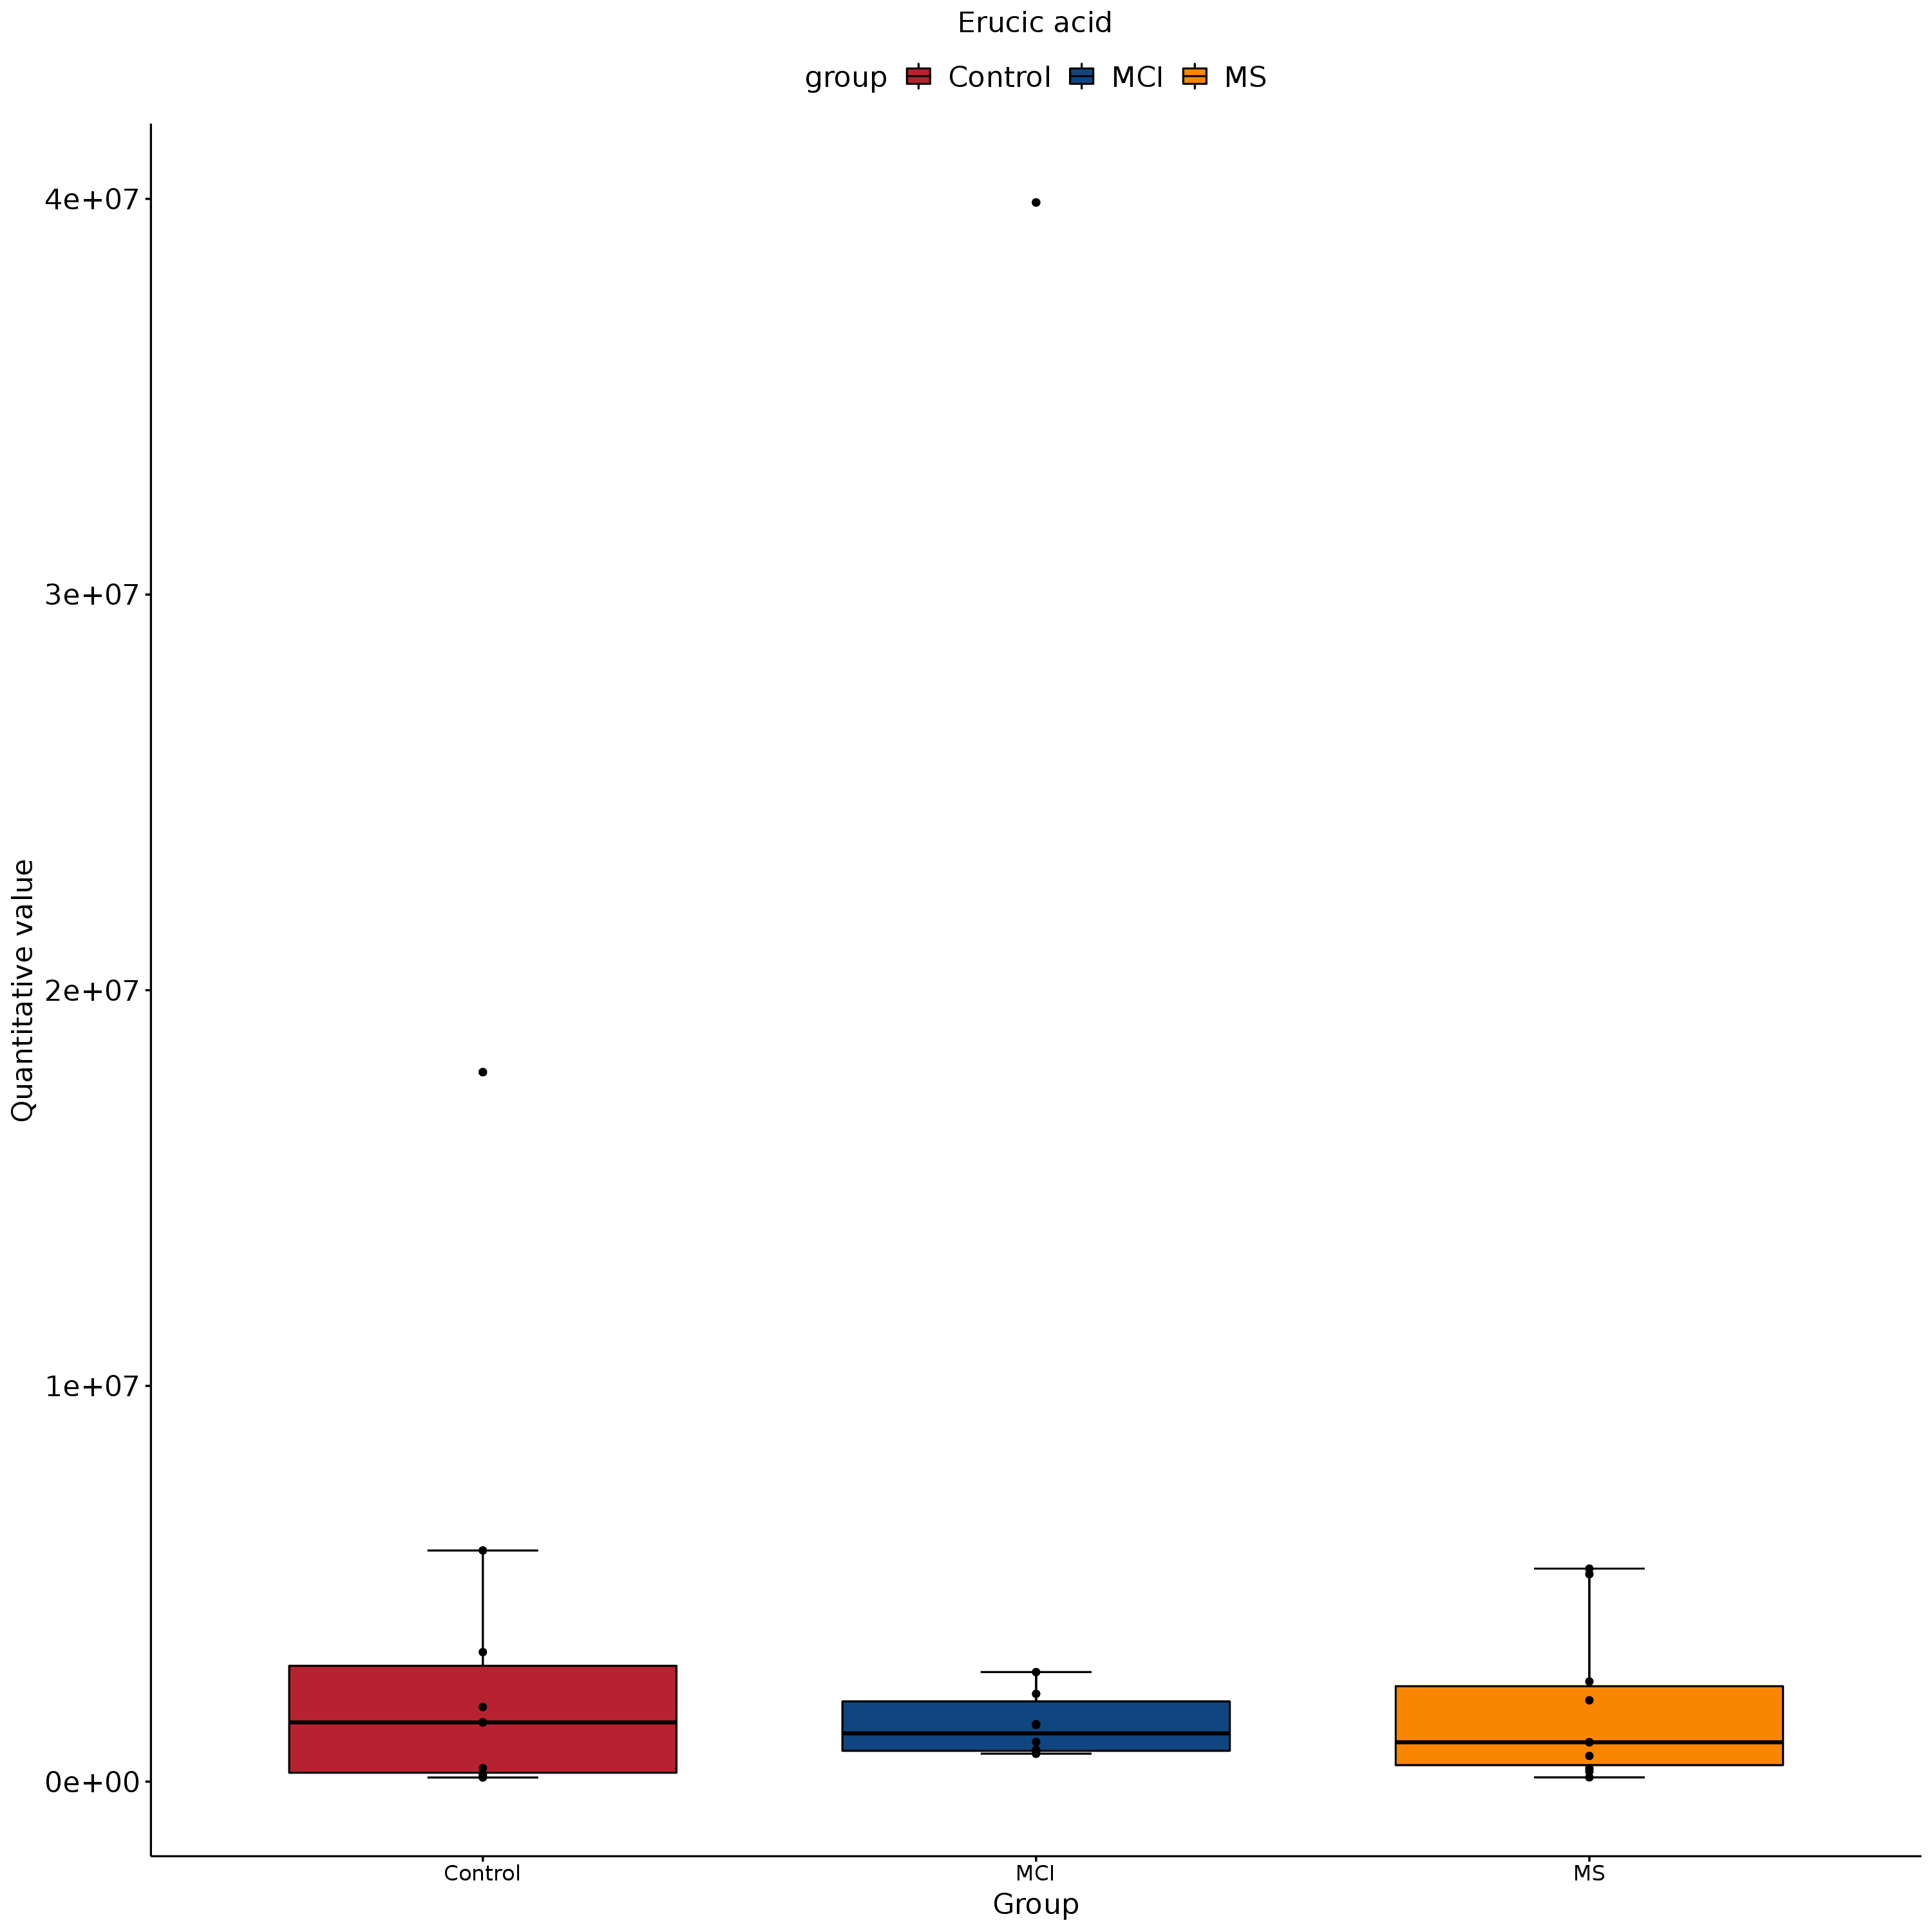 Erucic acid
group Control MCI MS
Quantitative value
4e+07
3e+07
2e+07
1e+07
0e+00
Control MCI MS
Group